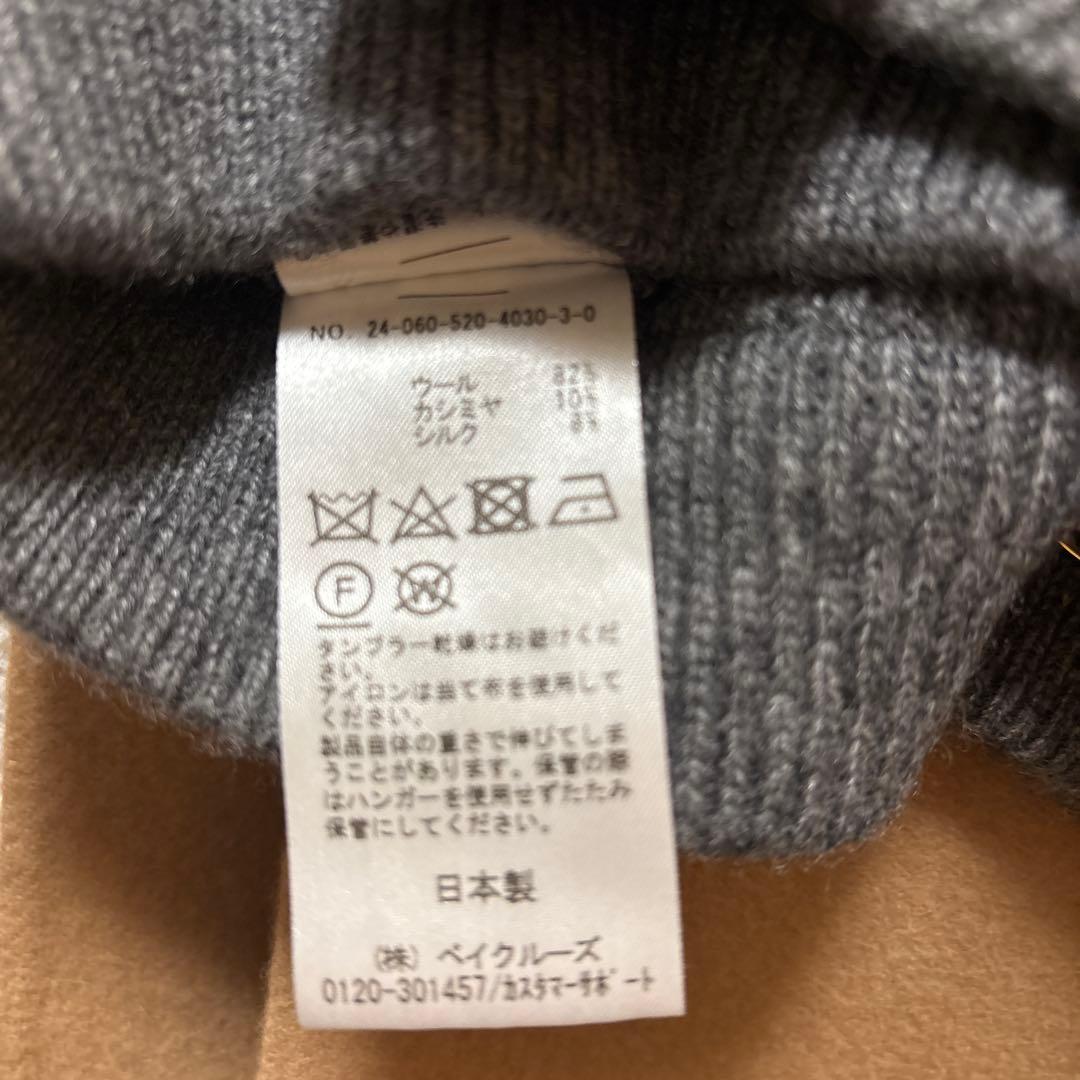 NO. 24-060-520-4030-3-0
ウール 82%
カシミヤ 10%
シルク 8%
F
W
タンブラー乾燥はお避けくだ
さい。
アイロンは当て布を使用して
ください。
製品自体の重さで伸びてしま
うことがあります。保管の際
はハンガーを使用せずたたみ
保管にしてください。
日本製
(株) ベイクルーズ
0120-301457/カスタマーサポート